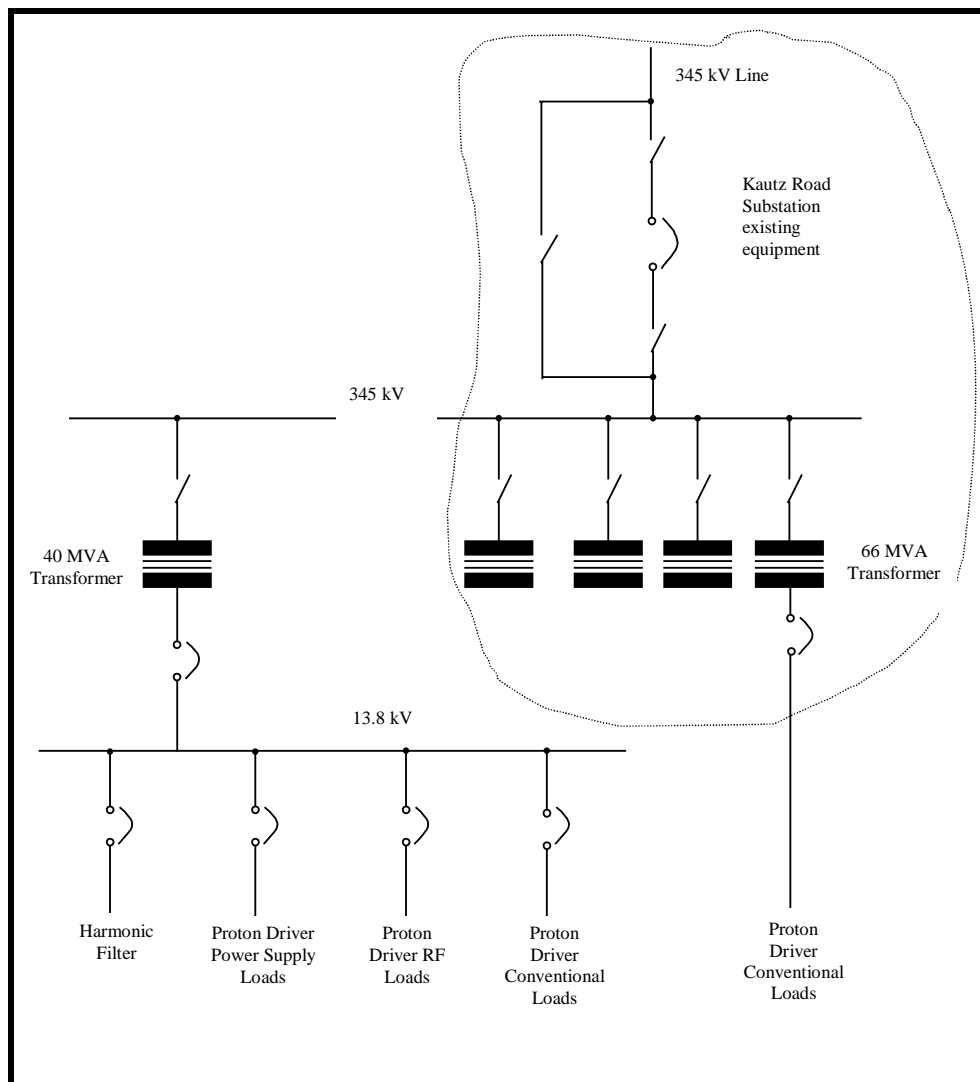 345 kV Line
Kautz Road
Substation
existing
equipment
345 kV
40 MVA
Transformer
66 MVA
Transformer
13.8 kV
Harmonic
Filter
Proton Driver
Power Supply
Loads
Proton
Driver RF
Loads
Proton
Driver
Conventional
Loads
Proton
Driver
Conventional
Loads